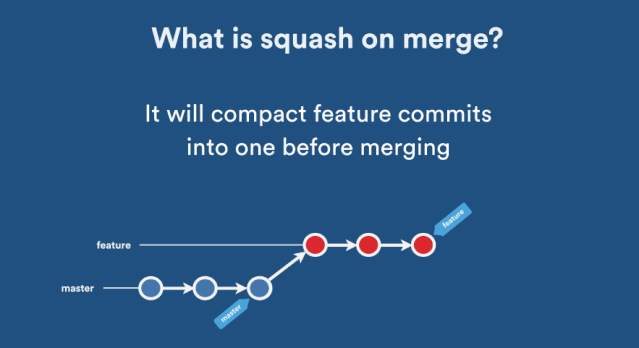 What is squash on merge?
It will compact feature commits
into one before merging
feature
feature
master
master